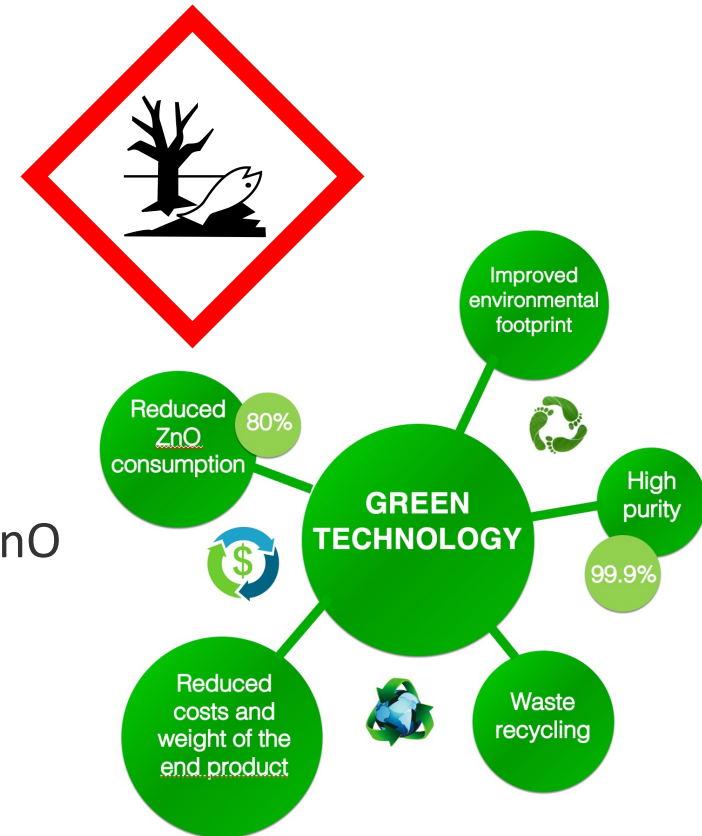 Improved
environmental
footprint
Reduced
ZnO
consumption
80%
High
purity
99.9%
GREEN
TECHNOLOGY
nO
$
Reduced
costs and
weight of the
end product
Waste
recycling